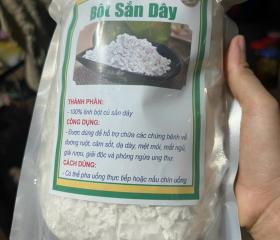 Bột Sắn Dây
THÀNH PHẦN:
- 100% tinh bột củ sắn dây
CÔNG DỤNG:
- Được dùng để hỗ trợ chữa các chứng bệnh về
đường ruột, cảm sốt, dạ dày, mệt mỏi, mất ngủ,
giải rượu, giải độc và phòng ngừa ung thư.
CÁCH DÙNG:
- Có thể pha uống trực tiếp hoặc nấu chín uống